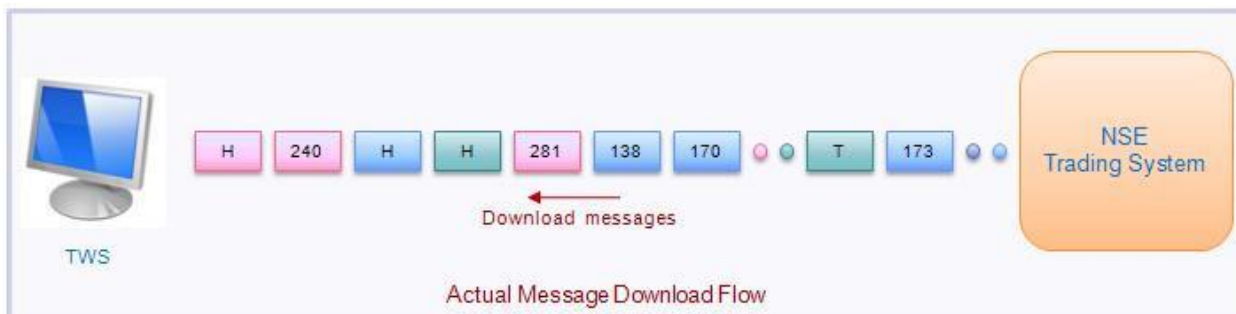 H 240 H H 281 138 170 T 173
NSE
Trading System
Download messages
TWS
Actual Message Download Flow